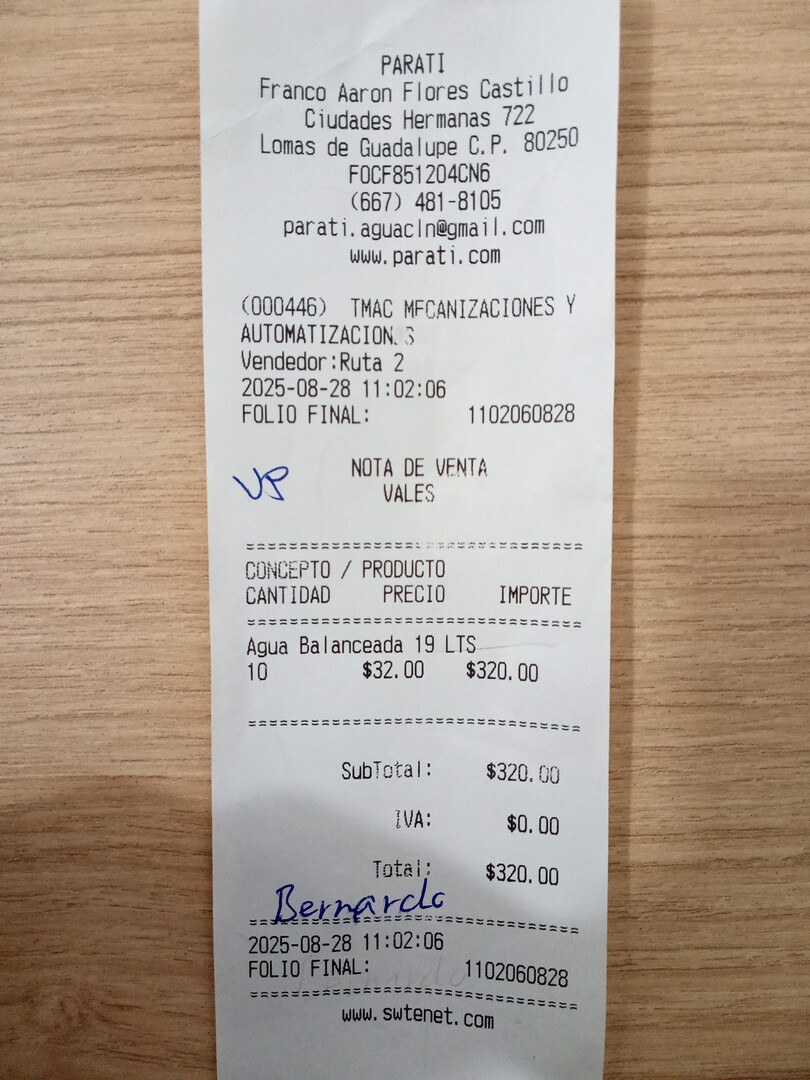 PARATI
Franco Aaron Flores Castillo
Ciudades Hermanas 722
Lomas de Guadalupe C.P. 80250
FOCF851204CN6
(667) 481-8105
parati.aguacln@gmail.com
www.parati.com
(000446) TMAC MECANIZACIONES Y
AUTOMATIZACIONES
Vendedor:Ruta 2
2025-08-28 11:02:06
FOLIO FINAL: 1102060828
NOTA DE VENTA
VP
VALES
CONCEPTO / PRODUCTO
CANTIDAD PRECIO IMPORTE
Agua Balanceada 19 LTS
10 $32.00 $320.00
SubTotal: $320.00
IVA: $0.00
Total: $320.00
Bernardo
2025-08-28 11:02:06
FOLIO FINAL: 1102060828
www.swtenet.com